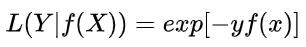 L(Y|f(X)) = exp[−yf(x)]